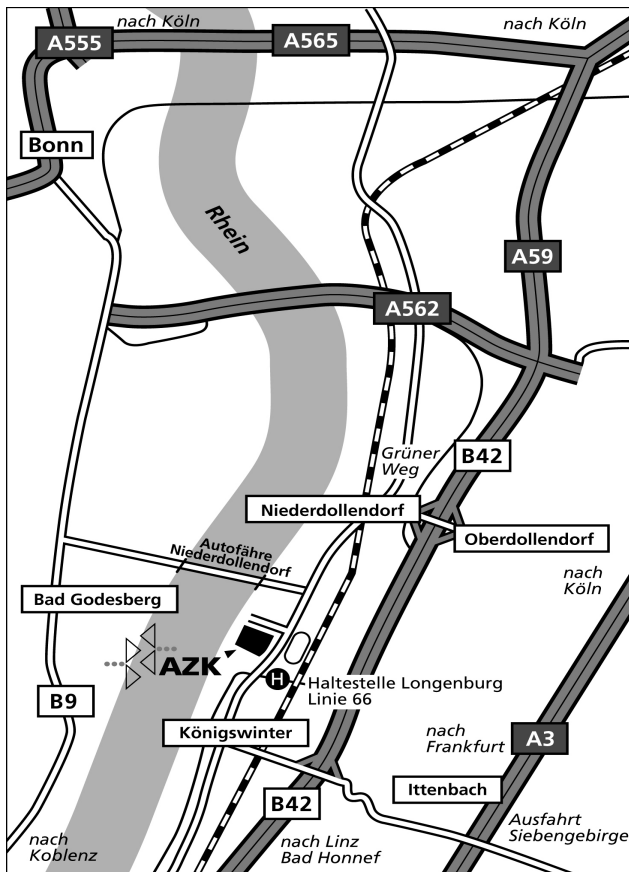 nach Köln
nach Köln
A555
A565
Bonn
Rhein
A59
A562
Grüner
Weg
B42
Niederdollendorf
Oberdollendorf
Autofähre
Niederdollendorf
nach
Köln
Bad Godesberg
AZK
H
Haltestelle Longenburg
Linie 66
B9
Königswinter
nach
Frankfurt
A3
Ittenbach
B42
Ausfahrt
Siebengebirge
nach
Koblenz
nach Linz
Bad Honnef